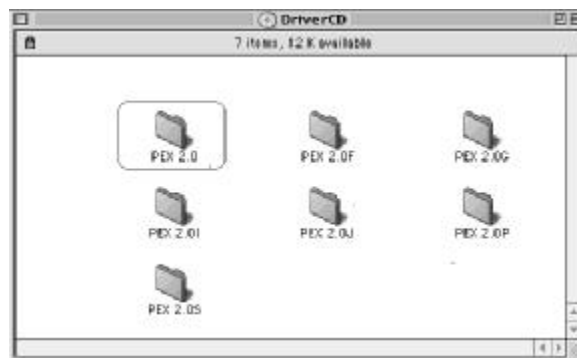 DriverCD
7 items, 12 K available
PEX 2.0
PEX 2.0F
PEX 2.0G
PEX 2.0I
PEX 2.0J
PEX 2.0P
PEX 2.0S